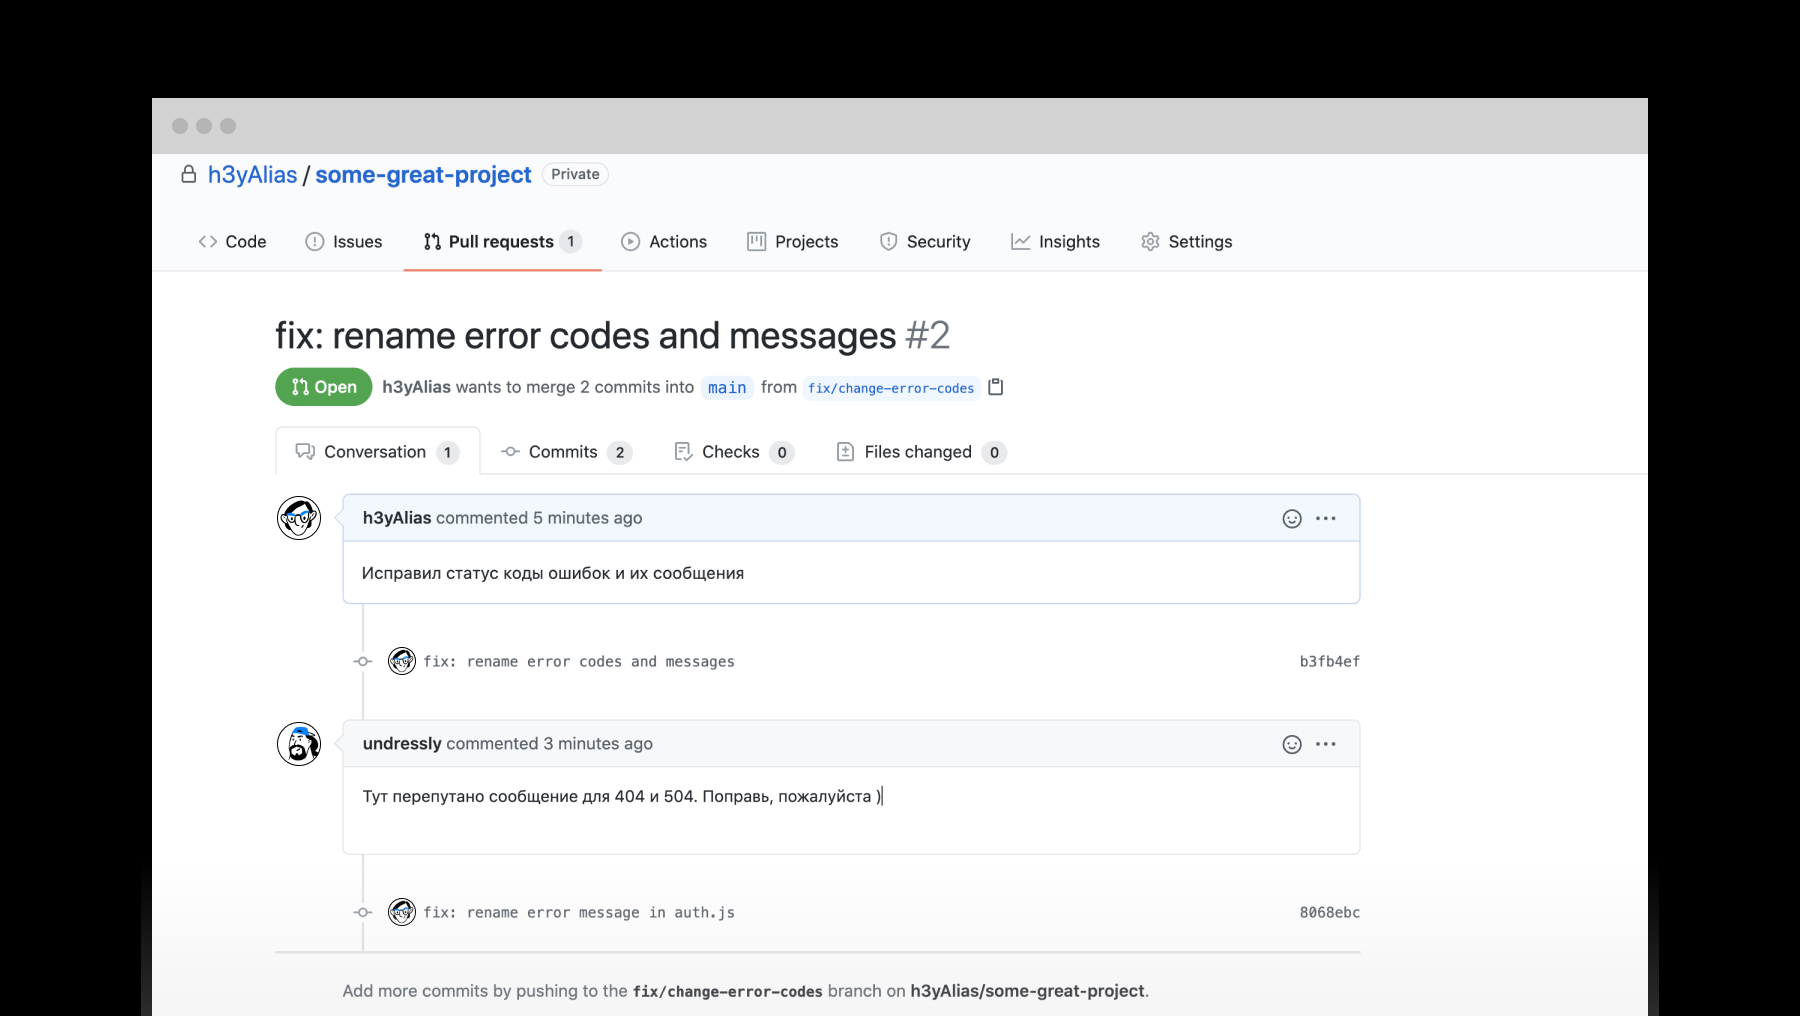 h3yAlias / some-great-project Private
Code Issues Pull requests 1 Actions Projects Security Insights Settings
fix: rename error codes and messages #2
Open h3yAlias wants to merge 2 commits into main from fix/change-error-codes
Conversation 1 Commits 2 Checks 0 Files changed 0
h3yAlias commented 5 minutes ago
Исправил статус коды ошибок и их сообщения
fix: rename error codes and messages b3fb4ef
undressly commented 3 minutes ago
Тут перепутано сообщение для 404 и 504. Поправь, пожалуйста )
fix: rename error message in auth.js 8068ebc
Add more commits by pushing to the fix/change-error-codes branch on h3yAlias/some-great-project.